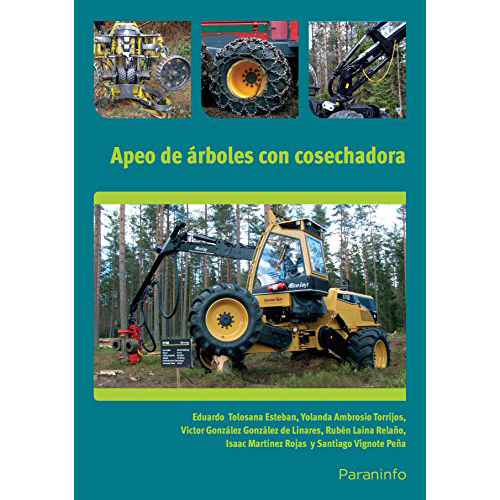 Apeo de árboles con cosechadora
Eduardo Tolosana Esteban, Yolanda Ambrosio Torrijos,
Víctor González González de Linares, Rubén Laina Relaño,
Isaac Martínez Rojas y Santiago Vignote Peña
Paraninfo